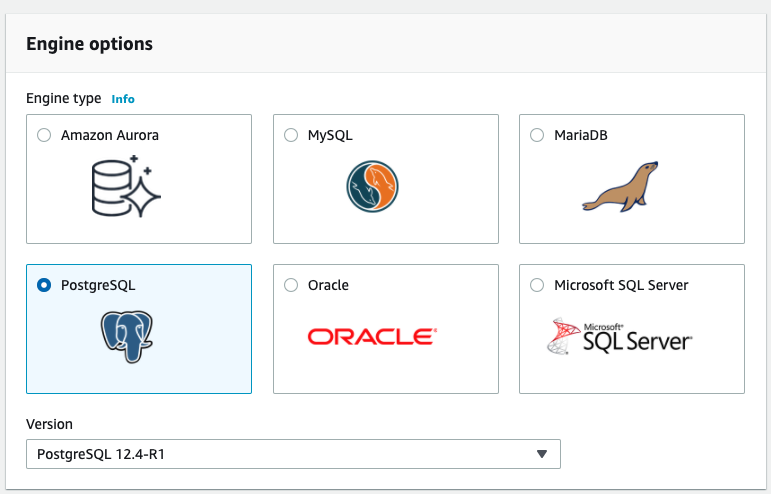 Engine options
Engine type Info
Amazon Aurora
MySQL
MariaDB
PostgreSQL
Oracle
ORACLE®
Microsoft SQL Server
Microsoft®
SQL Server®
Version
PostgreSQL 12.4-R1